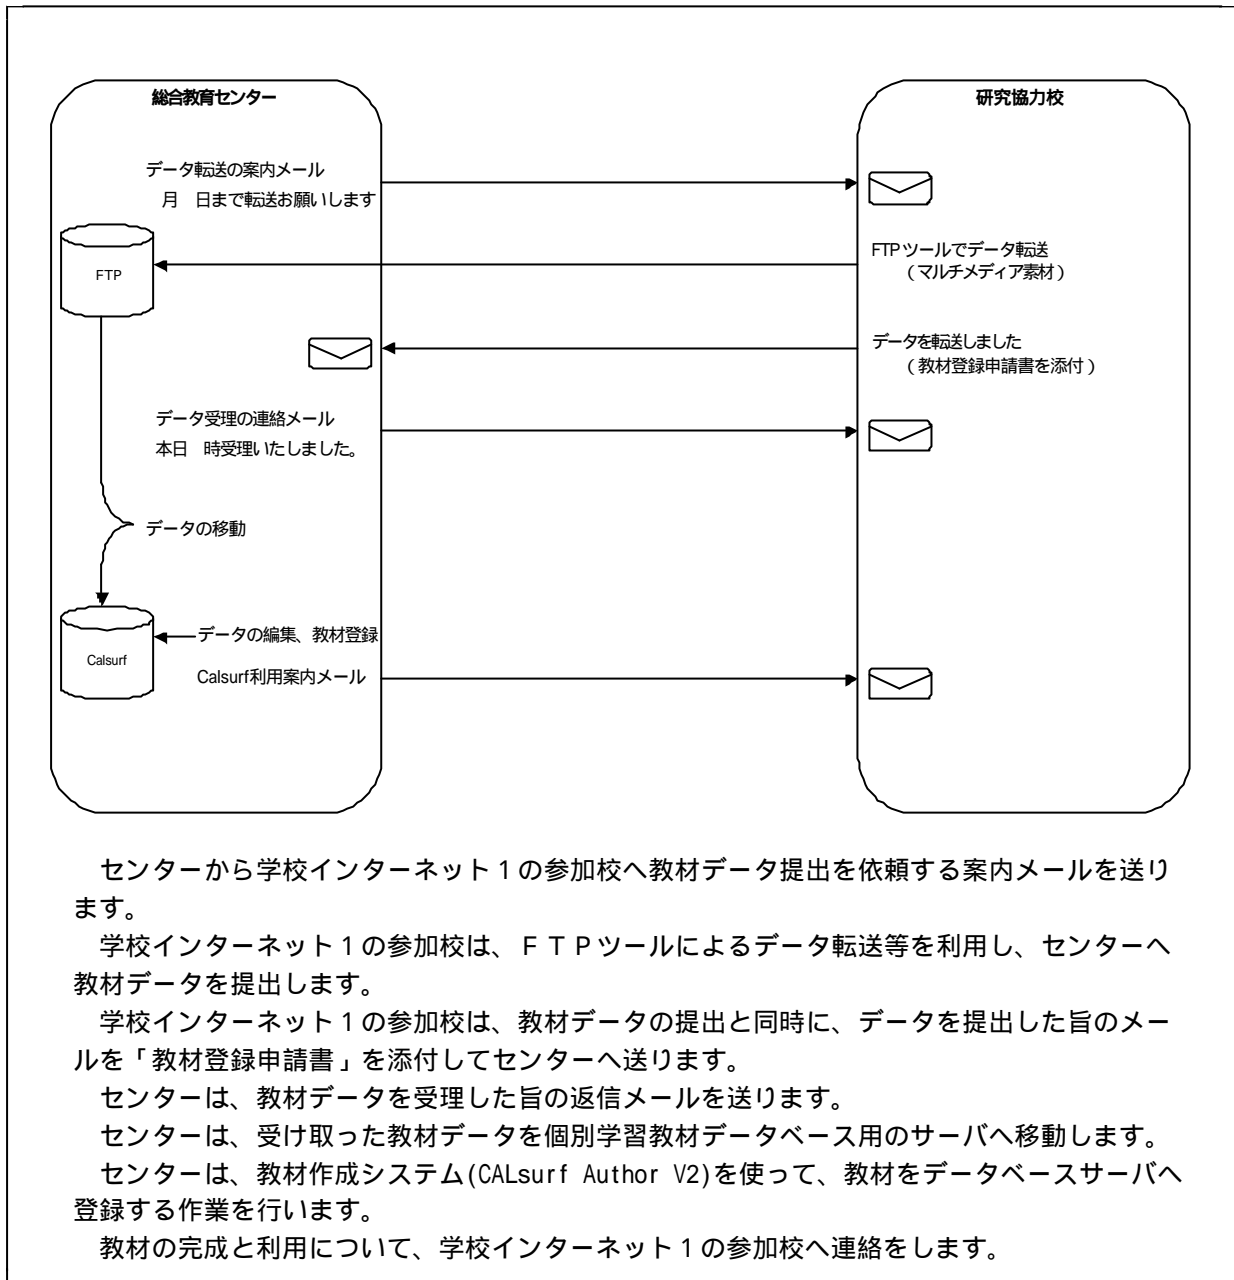 総合教育センター
研究協力校
データ転送の案内メール
月　日まで転送お願いします
FTP
FTPツールでデータ転送
（マルチメディア素材）
データを転送しました
（教材登録申請書を添付）
データ受理の連絡メール
本日　時受理いたしました。
データの移動
Calsurf
データの編集、教材登録
Calsurf利用案内メール
センターから学校インターネット１の参加校へ教材データ提出を依頼する案内メールを送り
ます。
学校インターネット１の参加校は、ＦＴＰツールによるデータ転送等を利用し、センターへ
教材データを提出します。
学校インターネット１の参加校は、教材データの提出と同時に、データを提出した旨のメー
ルを「教材登録申請書」を添付してセンターへ送ります。
センターは、教材データを受理した旨の返信メールを送ります。
センターは、受け取った教材データを個別学習教材データベース用のサーバへ移動します。
センターは、教材作成システム(CALsurf Author V2)を使って、教材をデータベースサーバへ
登録する作業を行います。
教材の完成と利用について、学校インターネット１の参加校へ連絡をします。